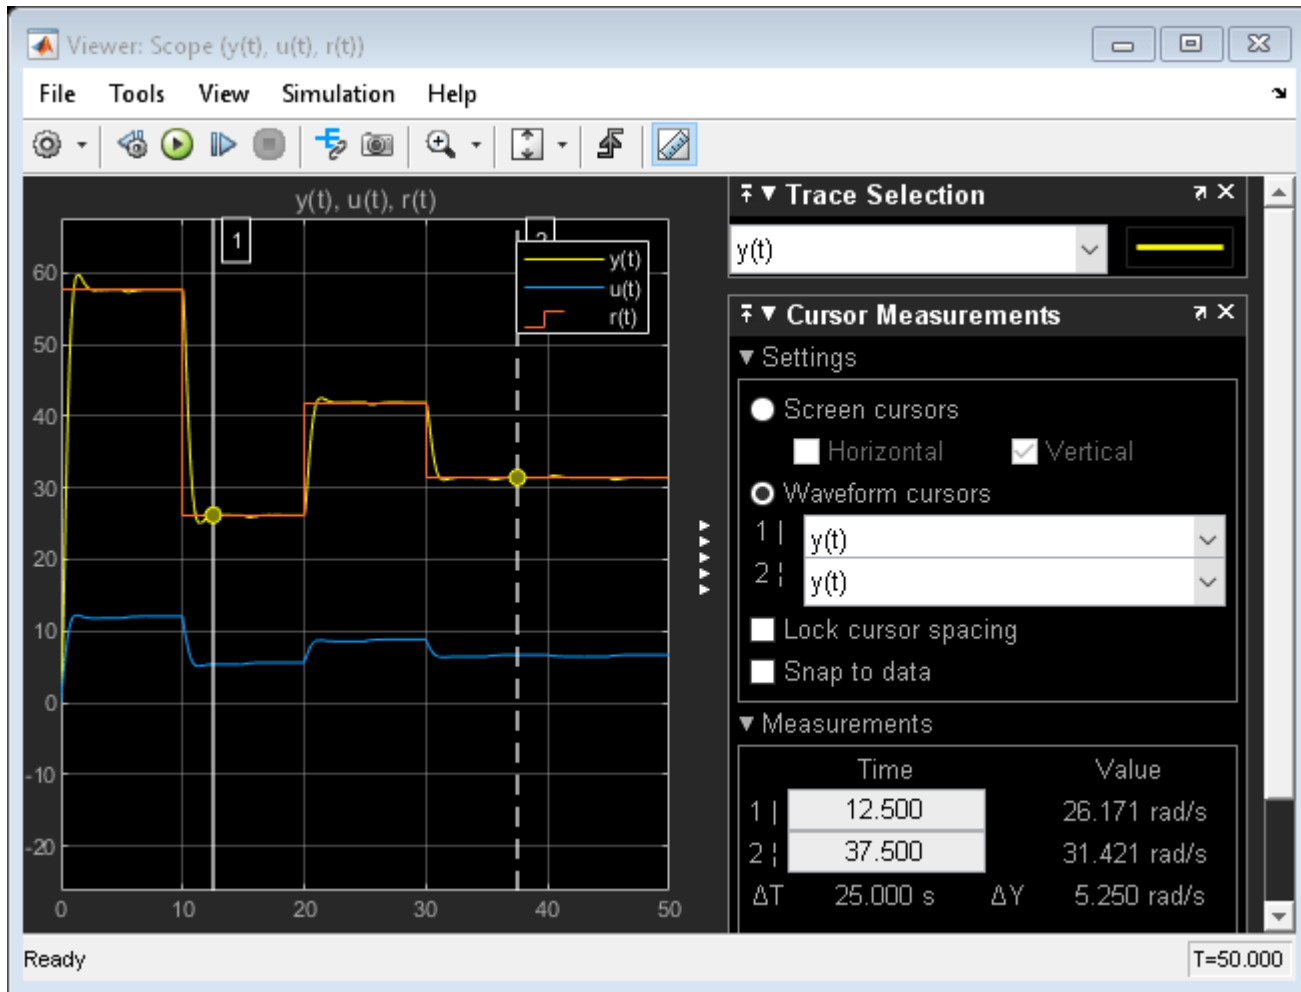 Viewer: Scope (y(t), u(t), r(t))
File Tools View Simulation Help
y(t), u(t), r(t)
1
2
y(t)
u(t)
r(t)
60
50
40
30
20
10
0
-10
-20
0 10 20 30 40 50
Trace Selection
y(t)
Cursor Measurements
Settings
Screen cursors
Horizontal Vertical
Waveform cursors
1 | y(t)
2 ¦ y(t)
Lock cursor spacing
Snap to data
Measurements
Time Value
1 | 12.500 26.171 rad/s
2 ¦ 37.500 31.421 rad/s
ΔT 25.000 s ΔY 5.250 rad/s
Ready T=50.000